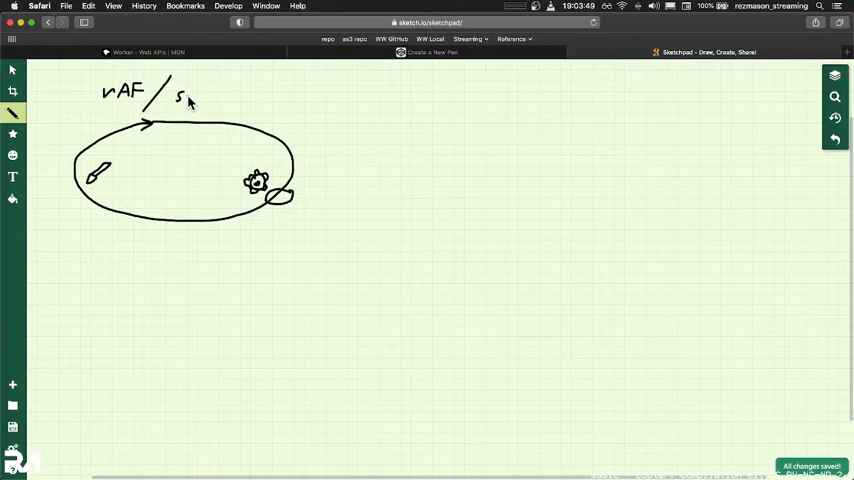 Safari File Edit View History Bookmarks Develop Window Help 100% 19:03:49 rezmason_streaming
sketch.io/sketchpad/
repo as3 repo WW GitHub WW Local Streaming Reference
Worker - Web APIs | MDN Create a New Pen Sketchpad - Draw, Create, Share!
rAF / s
T
All changes saved!
RM